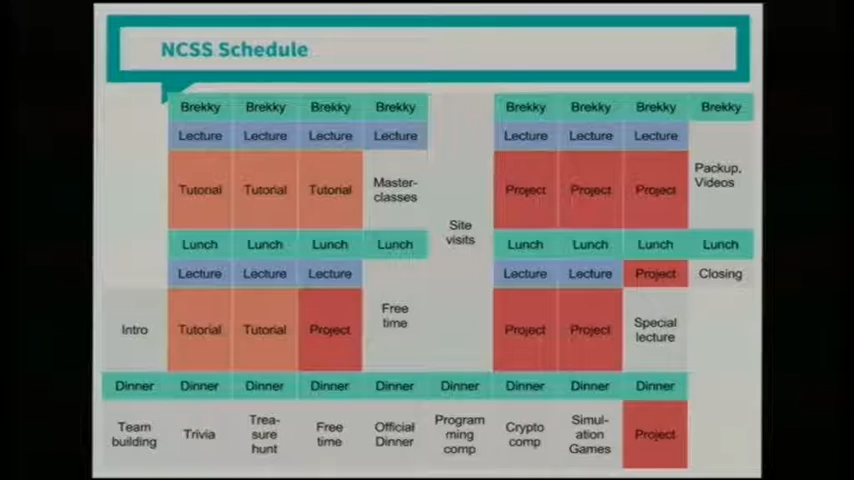 NCSS Schedule
Brekky Brekky Brekky Brekky Brekky Brekky Brekky Brekky
Lecture Lecture Lecture Lecture Lecture Lecture Lecture
Tutorial Tutorial Tutorial Master-
classes Project Project Project Packup,
Videos
Site
visits
Lunch Lunch Lunch Lunch Lunch Lunch Lunch Lunch
Lecture Lecture Lecture Lecture Lecture Project Closing
Intro Tutorial Tutorial Project Free
time Project Project Special
lecture
Dinner Dinner Dinner Dinner Dinner Dinner Dinner Dinner Dinner
Team
building Trivia Trea-
sure
hunt Free
time Official
Dinner Program
ming
comp Crypto
comp Simul-
ation
Games Project